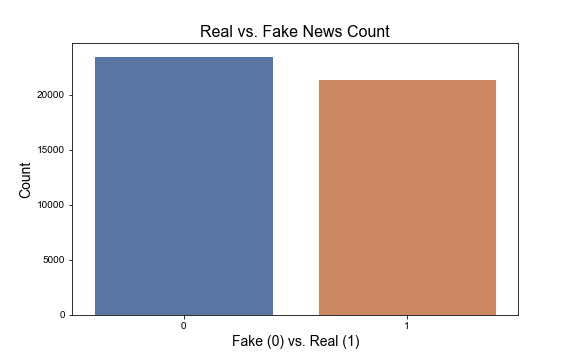 Real vs. Fake News Count
20000
15000
10000
5000
0
Count
0 1
Fake (0) vs. Real (1)